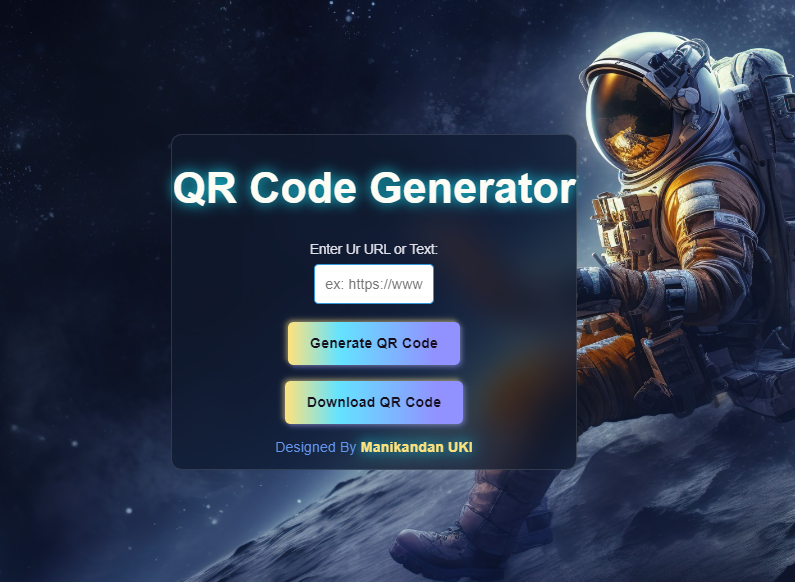 QR Code Generator
Enter Ur URL or Text:
ex: https://www
Generate QR Code
Download QR Code
Designed By Manikandan UKI